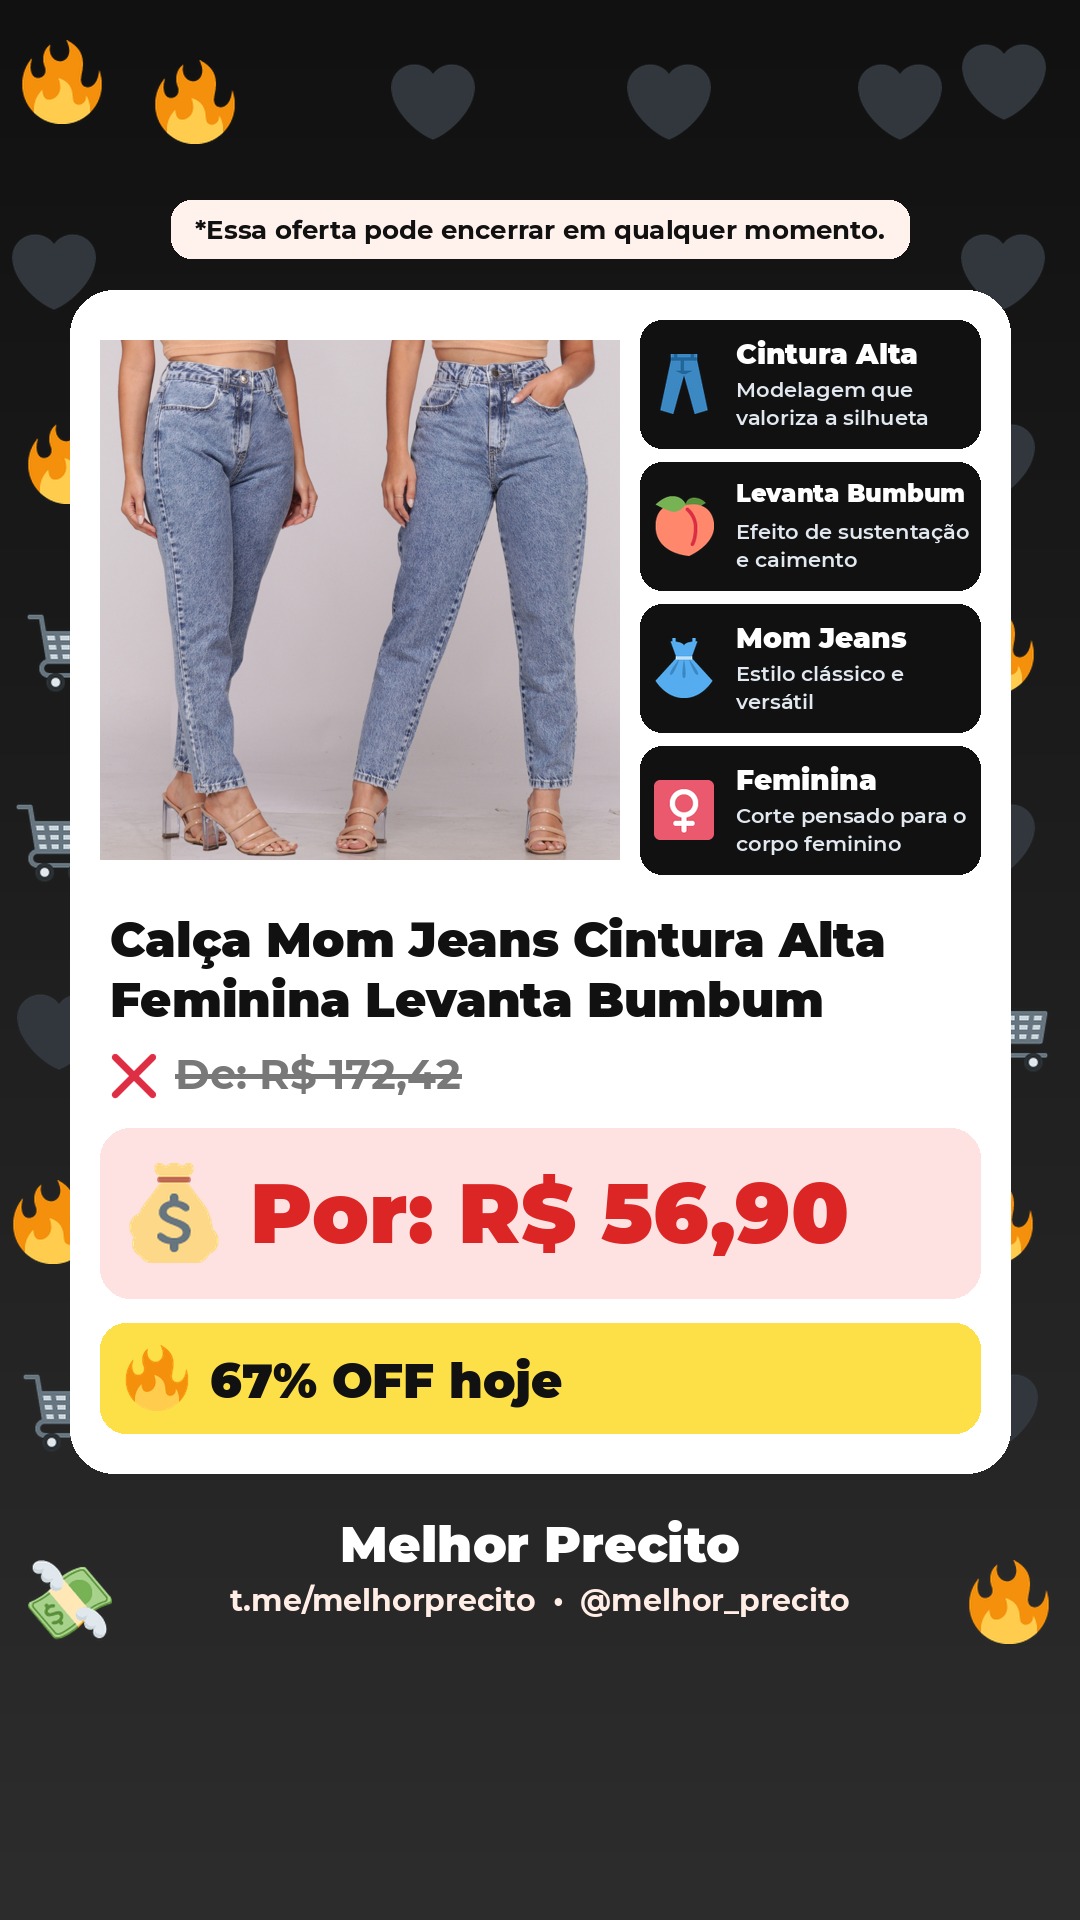 *Essa oferta pode encerrar em qualquer momento.
Cintura Alta
Modelagem que
valoriza a silhueta
Levanta Bumbum
Efeito de sustentação
e caimento
Mom Jeans
Estilo clássico e
versátil
Feminina
Corte pensado para o
corpo feminino
Calça Mom Jeans Cintura Alta
Feminina Levanta Bumbum
De: R$ 172,42
Por: R$ 56,90
67% OFF hoje
Melhor Precito
t.me/melhorprecito • @melhor_precito